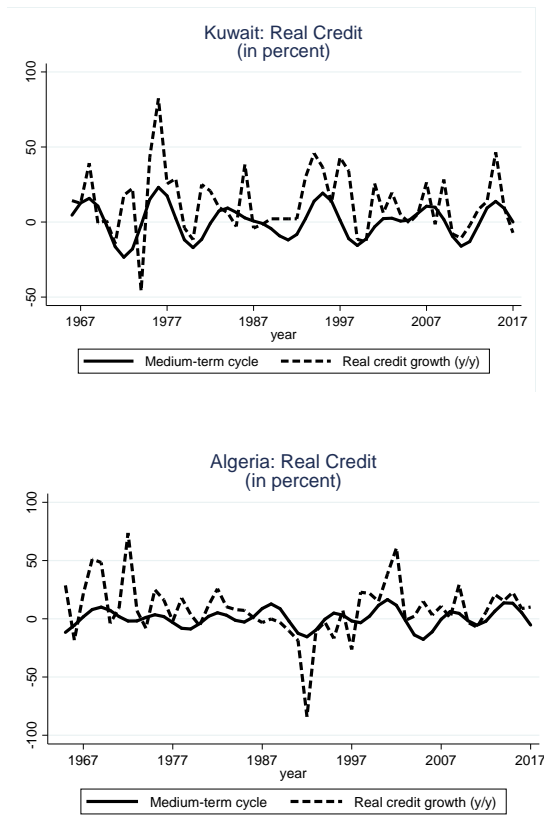 Kuwait: Real Credit
(in percent)
100
50
0
-50
1967 1977 1987 1997 2007 2017
year
Medium-term cycle Real credit growth (y/y)
Algeria: Real Credit
(in percent)
100
50
0
-50
-100
1967 1977 1987 1997 2007 2017
year
Medium-term cycle Real credit growth (y/y)